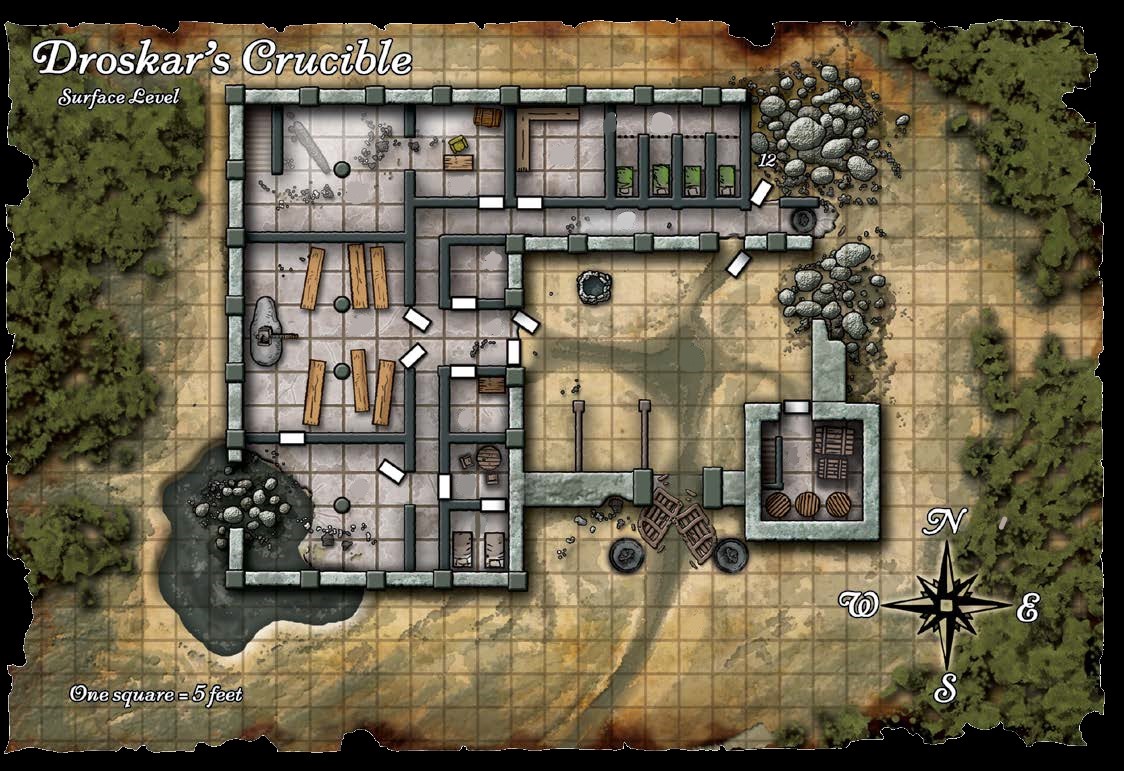 Droskar's Crucible
Surface Level
12
N
W
E
S
One square = 5 feet